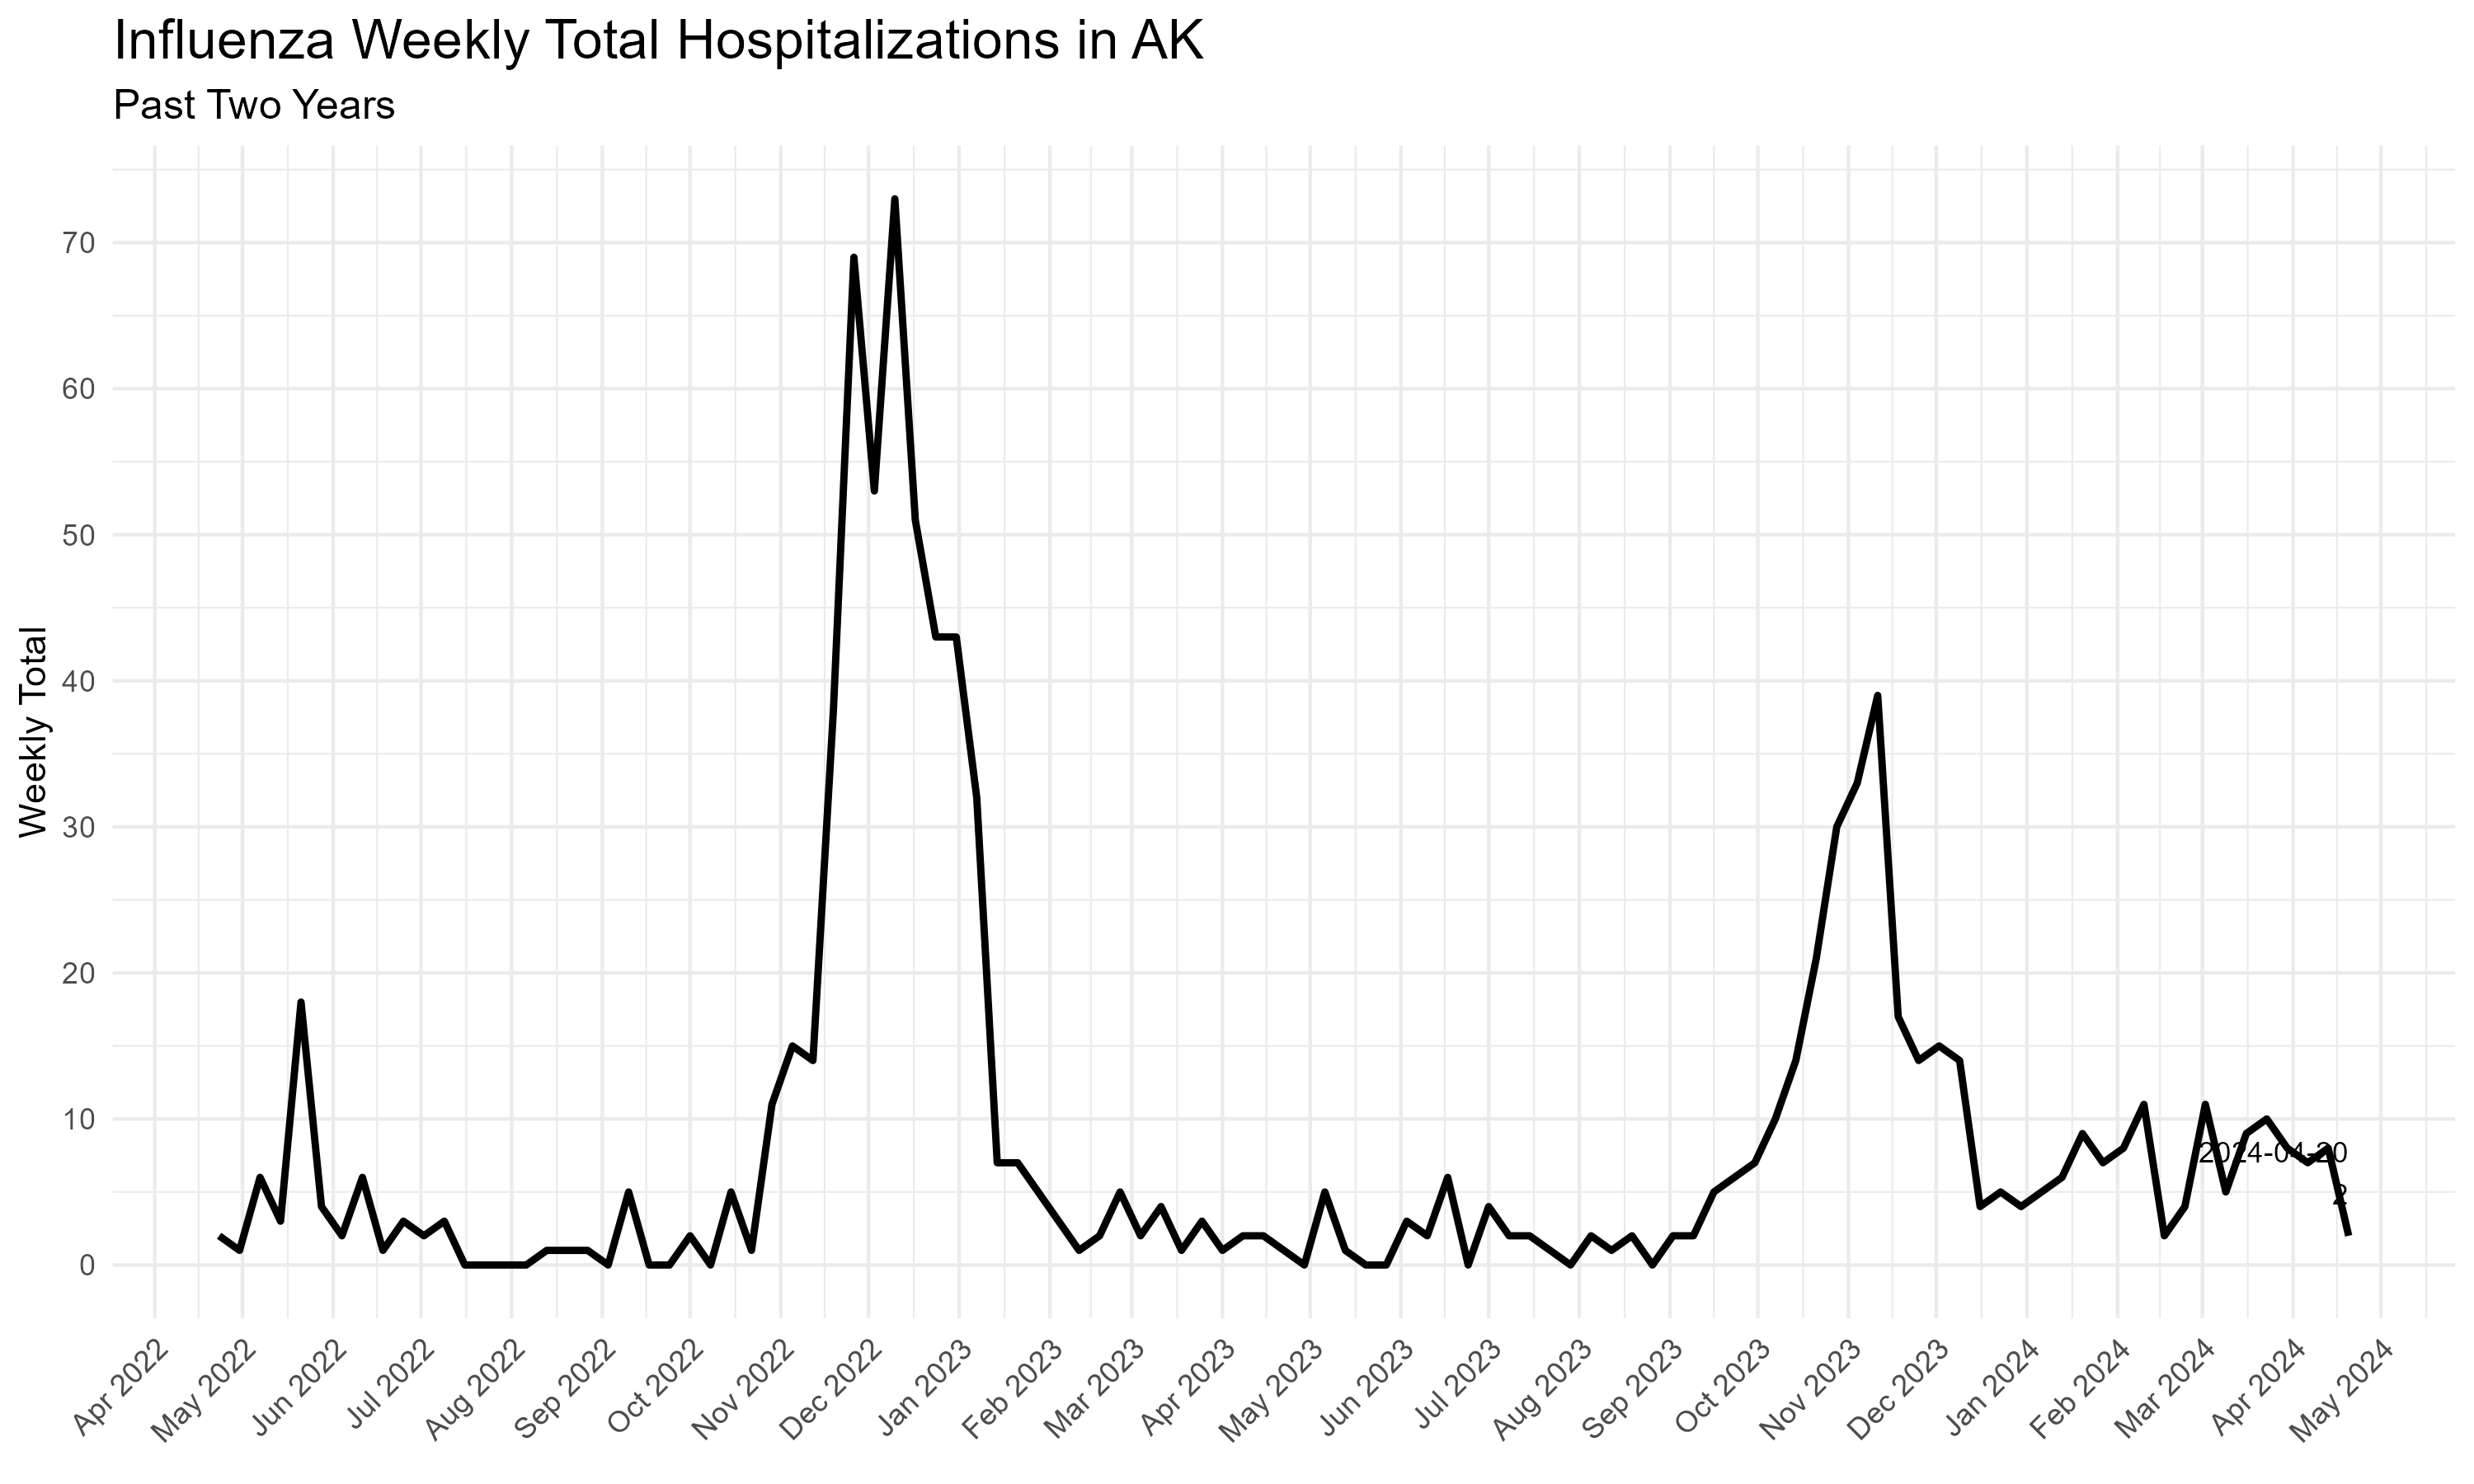 Influenza Weekly Total Hospitalizations in AK
Past Two Years
Weekly Total
70
60
50
40
30
20
10
0
2024-04-20
2
Apr 2022
May 2022
Jun 2022
Jul 2022
Aug 2022
Sep 2022
Oct 2022
Nov 2022
Dec 2022
Jan 2023
Feb 2023
Mar 2023
Apr 2023
May 2023
Jun 2023
Jul 2023
Aug 2023
Sep 2023
Oct 2023
Nov 2023
Dec 2023
Jan 2024
Feb 2024
Mar 2024
Apr 2024
May 2024